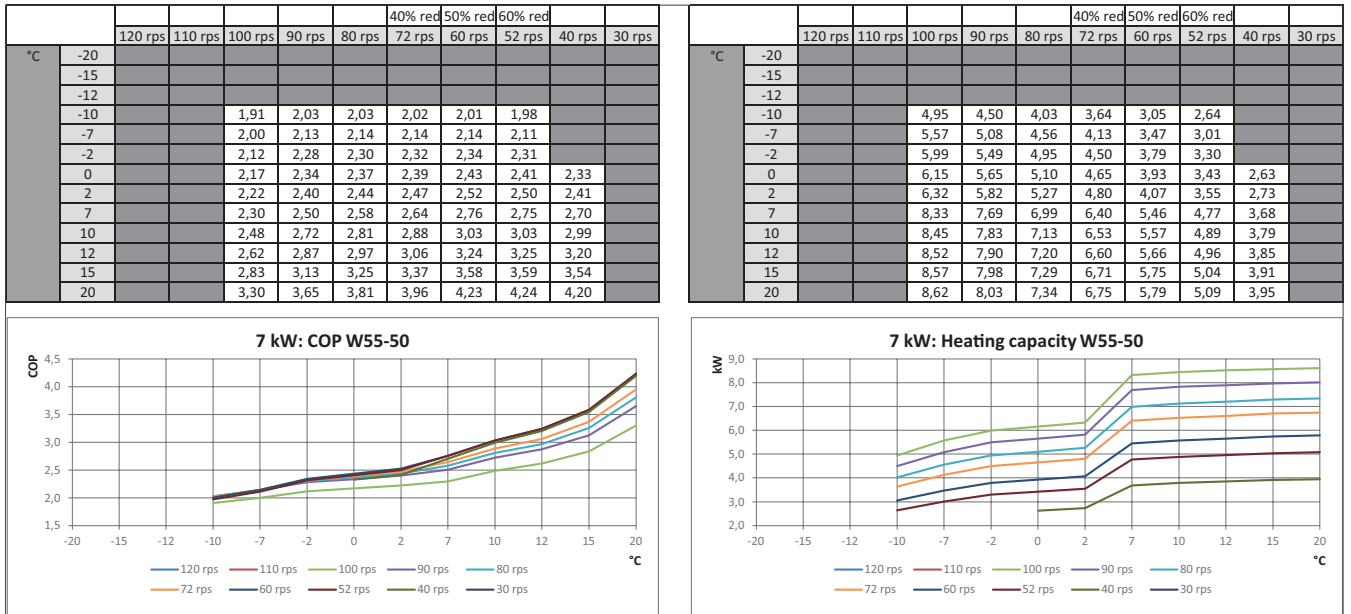 40% red 50% red 60% red
120 rps 110 rps 100 rps 90 rps 80 rps 72 rps 60 rps 52 rps 40 rps 30 rps
°C -20
-15
-12
-10 1,91 2,03 2,03 2,02 2,01 1,98
-7 2,00 2,13 2,14 2,14 2,14 2,11
-2 2,12 2,28 2,30 2,32 2,34 2,31
0 2,17 2,34 2,37 2,39 2,43 2,41 2,33
2 2,22 2,40 2,44 2,47 2,52 2,50 2,41
7 2,30 2,50 2,58 2,64 2,76 2,75 2,70
10 2,48 2,72 2,81 2,88 3,03 3,03 2,99
12 2,62 2,87 2,97 3,06 3,24 3,25 3,20
15 2,83 3,13 3,25 3,37 3,58 3,59 3,54
20 3,30 3,65 3,81 3,96 4,23 4,24 4,20
40% red 50% red 60% red
120 rps 110 rps 100 rps 90 rps 80 rps 72 rps 60 rps 52 rps 40 rps 30 rps
°C -20
-15
-12
-10 4,95 4,50 4,03 3,64 3,05 2,64
-7 5,57 5,08 4,56 4,13 3,47 3,01
-2 5,99 5,49 4,95 4,50 3,79 3,30
0 6,15 5,65 5,10 4,65 3,93 3,43 2,63
2 6,32 5,82 5,27 4,80 4,07 3,55 2,73
7 8,33 7,69 6,99 6,40 5,46 4,77 3,68
10 8,45 7,83 7,13 6,53 5,57 4,89 3,79
12 8,52 7,90 7,20 6,60 5,66 4,96 3,85
15 8,57 7,98 7,29 6,71 5,75 5,04 3,91
20 8,62 8,03 7,34 6,75 5,79 5,09 3,95
7 kW: COP W55-50
COP
4,5
4,0
3,5
3,0
2,5
2,0
1,5
-20 -15 -12 -10 -7 -2 0 2 7 10 12 15 20
°C
120 rps 110 rps 100 rps 90 rps 80 rps
72 rps 60 rps 52 rps 40 rps 30 rps
7 kW: Heating capacity W55-50
kW
9,0
8,0
7,0
6,0
5,0
4,0
3,0
2,0
-20 -15 -12 -10 -7 -2 0 2 7 10 12 15 20
°C
120 rps 110 rps 100 rps 90 rps 80 rps
72 rps 60 rps 52 rps 40 rps 30 rps